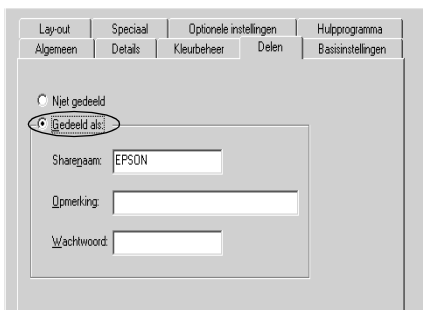 Lay-out Speciaal Optionele instellingen Hulpprogramma
Algemeen Details Kleurbeheer Delen Basisinstellingen
Niet gedeeld
Gedeeld als:
Sharenaam: EPSON
Opmerking:
Wachtwoord: